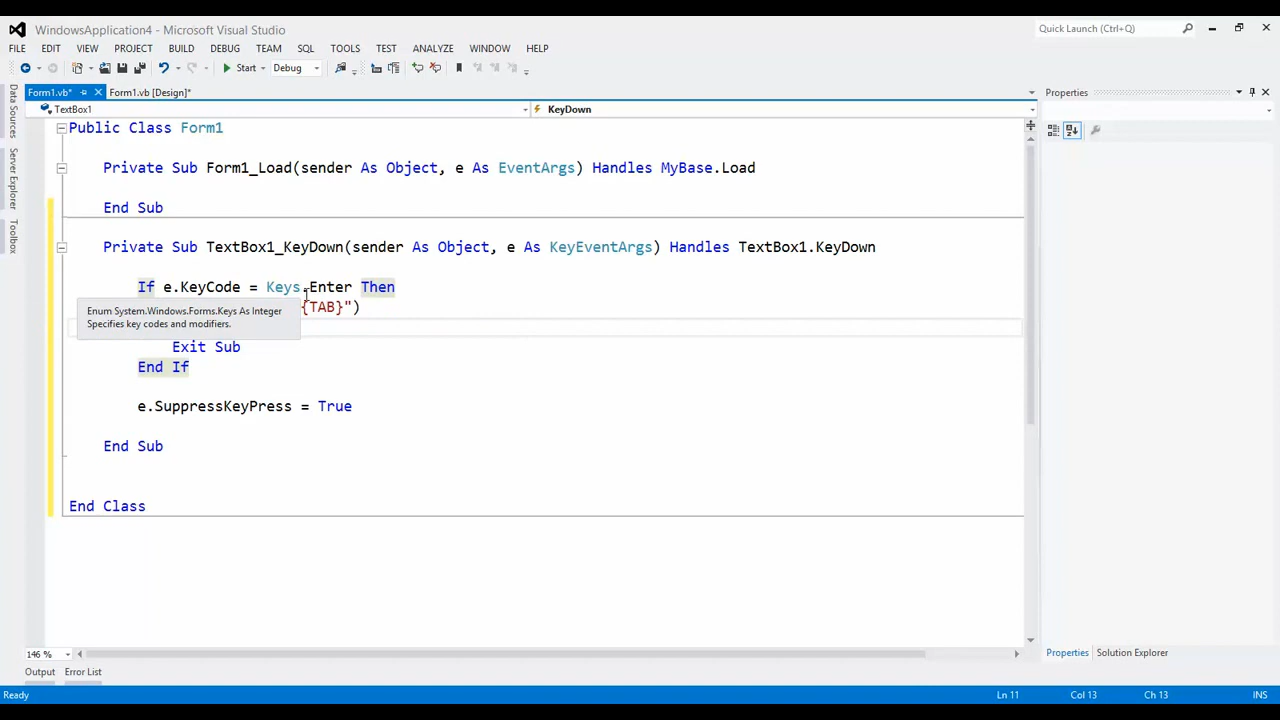 WindowsApplication4 - Microsoft Visual Studio
Quick Launch (Ctrl+Q)
FILE EDIT VIEW PROJECT BUILD DEBUG TEAM SQL TOOLS TEST ANALYZE WINDOW HELP
Start Debug
Form1.vb* Form1.vb [Design]*
Properties
TextBox1 KeyDown
Data Sources
Server Explorer
Toolbox
Public Class Form1
Private Sub Form1_Load(sender As Object, e As EventArgs) Handles MyBase.Load
End Sub
Private Sub TextBox1_KeyDown(sender As Object, e As KeyEventArgs) Handles TextBox1.KeyDown
If e.KeyCode = Keys.Enter Then
{TAB}")
Enum System.Windows.Forms.Keys As Integer
Specifies key codes and modifiers.
Exit Sub
End If
e.SuppressKeyPress = True
End Sub
End Class
146 %
Properties Solution Explorer
Output Error List
Ready Ln 11 Col 13 Ch 13 INS